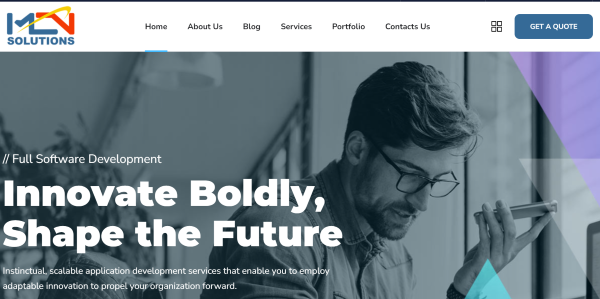 MCN
SOLUTIONS
Home About Us Blog Services Portfolio Contacts Us
GET A QUOTE
// Full Software Development
Innovate Boldly,
Shape the Future
Instinctual, scalable application development services that enable you to employ
adaptable innovation to propel your organization forward.